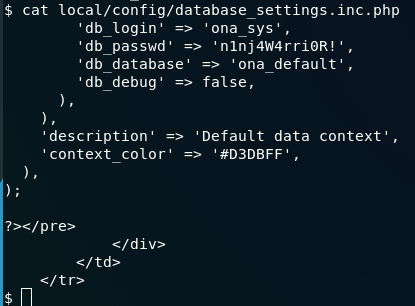 $ cat local/config/database_settings.inc.php
        'db_login' => 'ona_sys',
        'db_passwd' => 'n1nj4W4rri0R!',
        'db_database' => 'ona_default',
        'db_debug' => false,
      ),
    ),
    'description' => 'Default data context',
    'context_color' => '#D3DBFF',
  ),
);

?></pre>
            </div>
        </td>
    </tr>
$